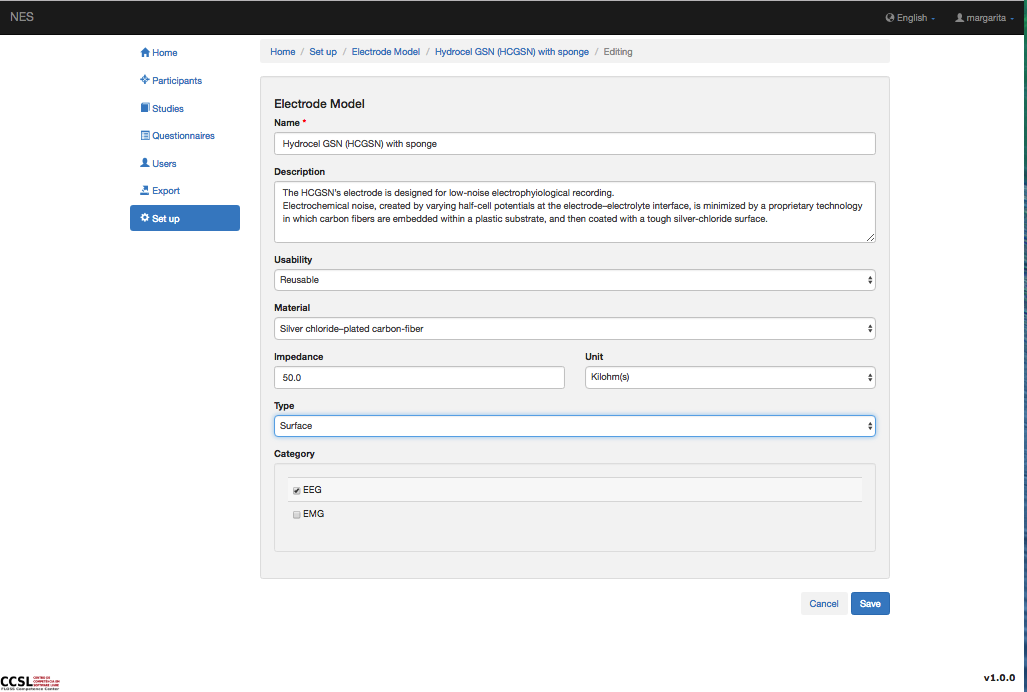 NES
English
margarita
Home
Participants
Studies
Questionnaires
Users
Export
Set up
Home / Set up / Electrode Model / Hydrocel GSN (HCGSN) with sponge / Editing
Electrode Model
Name *
Hydrocel GSN (HCGSN) with sponge
Description
The HCGSN's electrode is designed for low-noise electrophyiological recording.
Electrochemical noise, created by varying half-cell potentials at the electrode–electrolyte interface, is minimized by a proprietary technology
in which carbon fibers are embedded within a plastic substrate, and then coated with a tough silver-chloride surface.
Usability
Reusable
Material
Silver chloride–plated carbon-fiber
Impedance Unit
50.0 Kilohm(s)
Type
Surface
Category
EEG
EMG
Cancel Save
CCSL
CENTRO DE
COMPETÊNCIA EM
SOFTWARE LIVRE
FLOSS Competence Center
v1.0.0